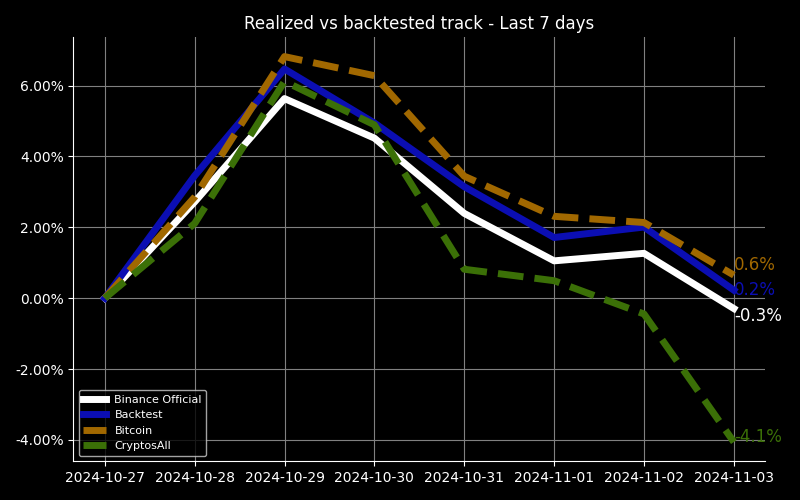 Realized vs backtested track - Last 7 days
6.00%
4.00%
2.00%
0.00%
-2.00%
-4.00%
0.6%
0.2%
-0.3%
-4.1%
Binance Official
Backtest
Bitcoin
CryptosAll
2024-10-27 2024-10-28 2024-10-29 2024-10-30 2024-10-31 2024-11-01 2024-11-02 2024-11-03